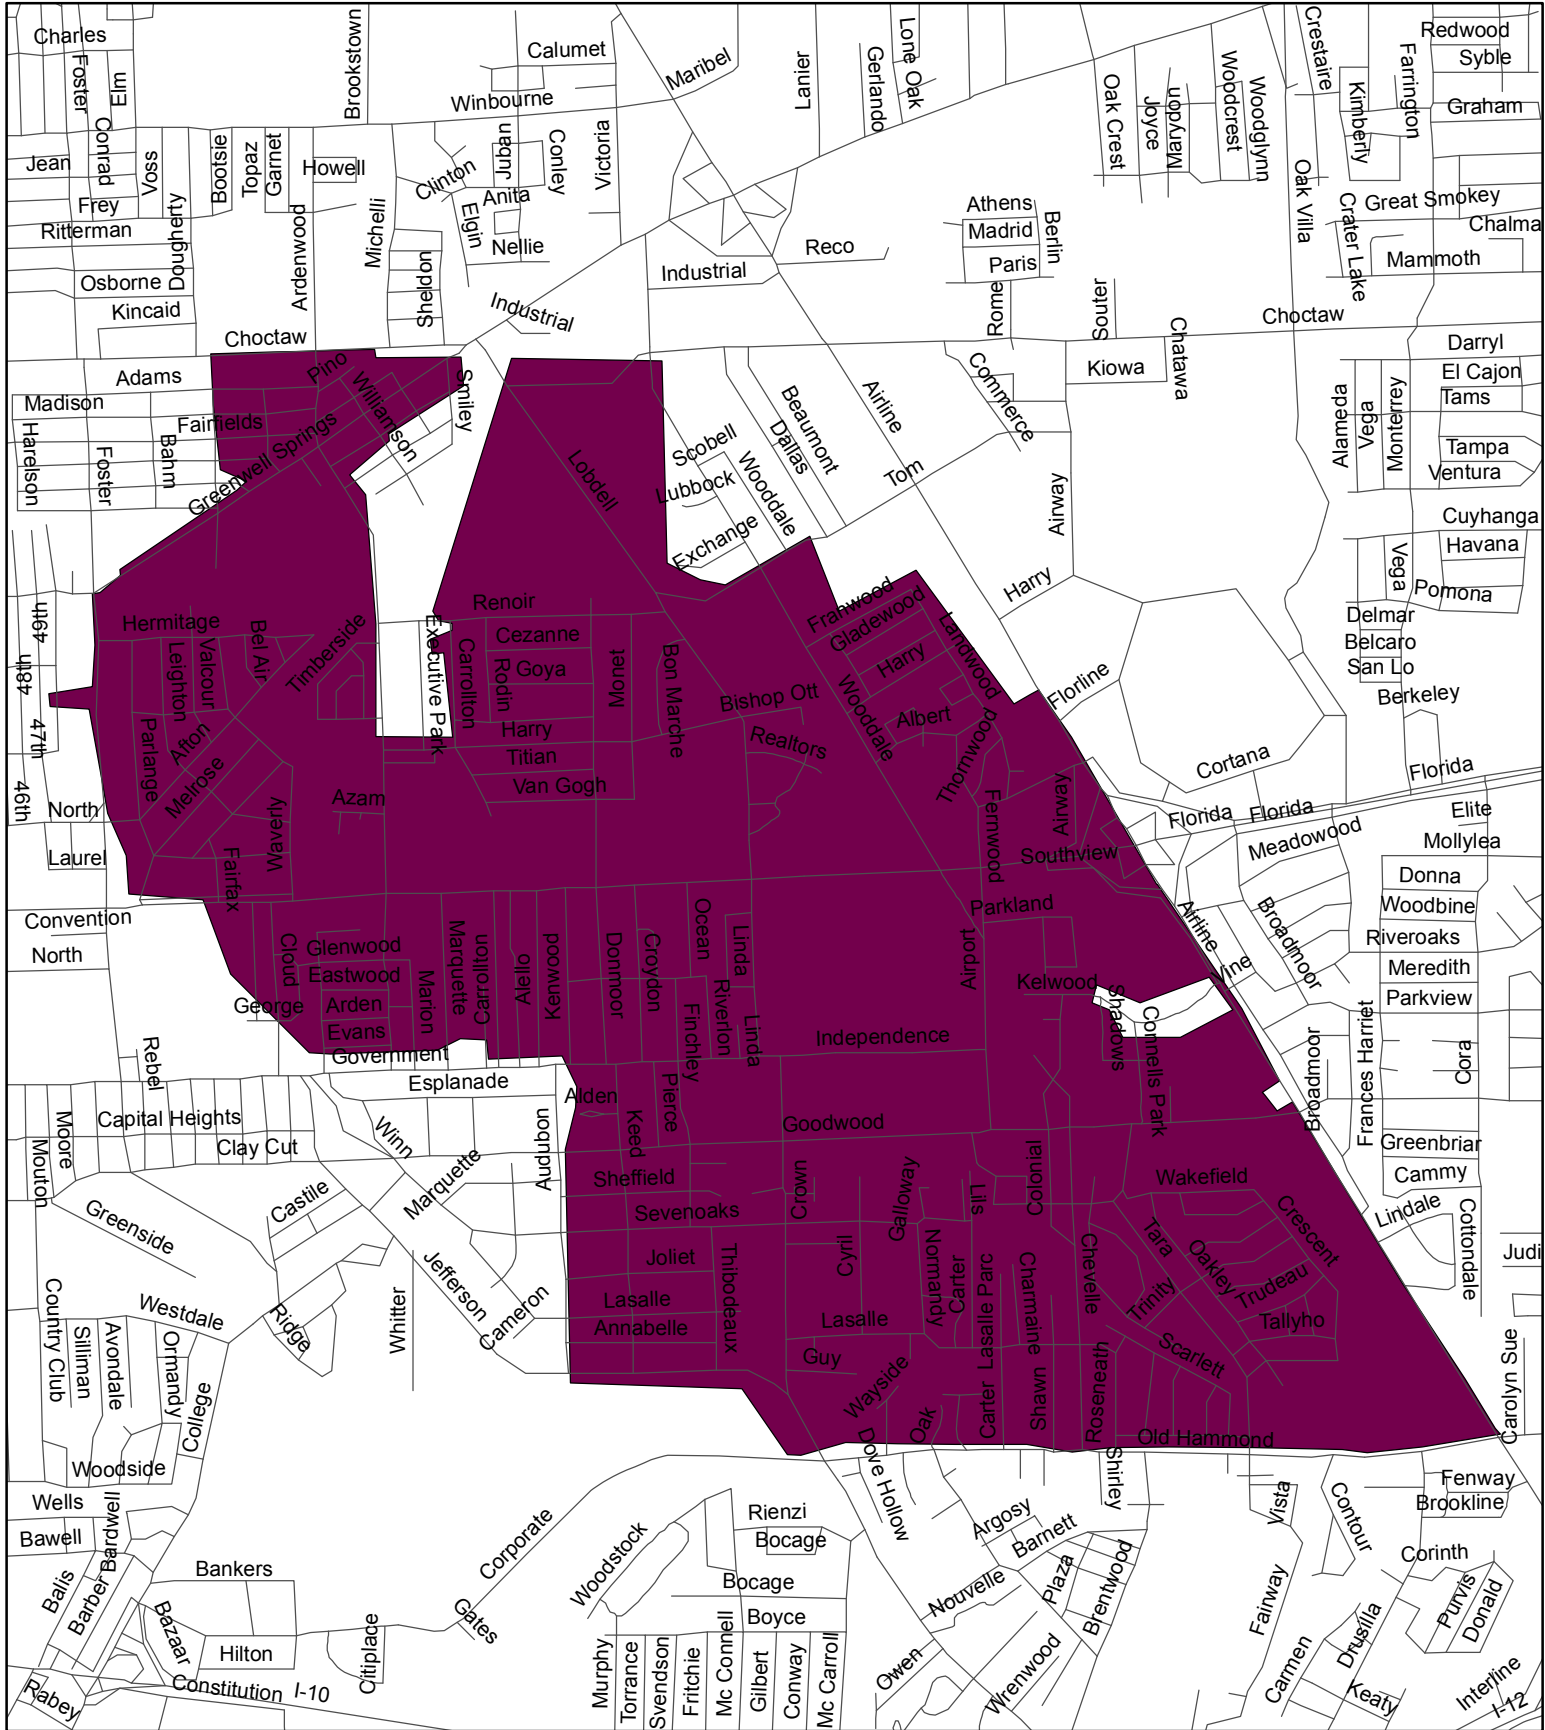 Charles
Foster
Elm
Brookstown
Calumet
Winbourne
Maribel
Lanier
Gerlando
Lone Oak
Oak Crest
Joyce
Marydon
Woodcrest
Woodglynn
Crestaire
Kimberly
Farrington
Redwood
Syble
Graham
Jean
Conrad
Voss
Bootsie
Topaz
Garnet
Howell
Clinton
Juban
Conley
Victoria
Anita
Frey
Ritterman
Dougherty
Ardenwood
Michelli
Elgin
Nellie
Industrial
Reco
Athens
Madrid
Berlin
Paris
Oak Villa
Great Smokey
Crater Lake
Chalma
Mammoth
Osborne
Kincaid
Sheldon
Industrial
Rome
Sonter
Chatawa
Choctaw
Choctaw
Adams
Pino
Madison
Williamson
Smiley
Fairfields
Harelson
Foster
Bahm
Greenwell Springs
Lobdell
Scobell
Lubbock
Wooddale
Dallas
Beaumont
Exchange
Airline
Tom
Commerce
Kiowa
Airway
Darryl
El Cajon
Tams
Alameda
Vega
Monterrey
Tampa
Ventura
Cuyhanga
Havana
Vega
Pomona
Delmar
Belcaro
San Lo
Berkeley
Harry
49th
48th
47th
46th
Hermitage
Bel Air
Valcour
Leighton
Timberside
Executive Park
Renoir
Cezanne
Carrollton
Rodin
Goya
Monet
Bon Marche
Harry
Titian
Van Gogh
Bishop Ott
Realtors
Franwood
Gladewood
Harry
Landwood
Wooddale
Albert
Thornwood
Florline
Cortana
Florida
Florida
Florida
Parlange
Afton
Melrose
Azam
Waverly
Fairfax
North
Laurel
Fernwood
Airway
Southview
Meadowood
Elite
Mollylea
Donna
Woodbine
Riveroaks
Meredith
Parkview
Convention
North
Cloud
Glenwood
Eastwood
George
Arden
Evans
Marion
Marquette
Carrollton
Alello
Kenwood
Donmoor
Croydon
Ocean
Linda
Riverlon
Finchley
Linda
Parkland
Airport
Kelwood
Shadows
Connells Park
Vine
Airline
Broadmoor
Broadmoor
Frances Harriet
Cora
Independence
Government
Rebel
Esplanade
Alden
Pierce
Keed
Capital Heights
Clay Cut
Moore
Mouton
Winn
Audubon
Marquette
Goodwood
Greenbriar
Cammy
Lindale
Cottondale
Judi
Greenside
Castile
Sheffield
Sevenoaks
Crown
Galloway
Lils
Colonial
Wakefield
Crescent
Joliet
Thibodeaux
Cyril
Normandy
Carter
Lasalle Parc
Charmaine
Chevelle
Tara
Oakley
Trudeau
Trinity
Tallyho
Jefferson
Cameron
Lasalle
Annabelle
Lasalle
Guy
Wayside
Carter
Shawn
Roseneath
Scarlett
Country Club
Westdale
Silliman
Avondale
Ormandy
College
Ridge
Whitter
Carolyn Sue
Oak
Dove Hollow
Old Hammond
Shirley
Woodside
Wells
Bawell
Bardwell
Balis
Barber
Bankers
Corporate
Gates
Woodstock
Rienzi
Bocage
Bocage
Boyce
Argosy
Barnett
Nouvelle
Plaza
Brentwood
Vista
Contour
Fenway
Brookline
Corinth
Purvis
Donald
Fairway
Drusilla
Carmen
Keaty
Interline
I-12
Bazaar
Hilton
Citiplace
Constitution
I-10
Rabey
Murphy
Torrance
Svendson
Fritchie
Mc Connell
Gilbert
Conway
Mc Carroll
Owen
Wrenwood